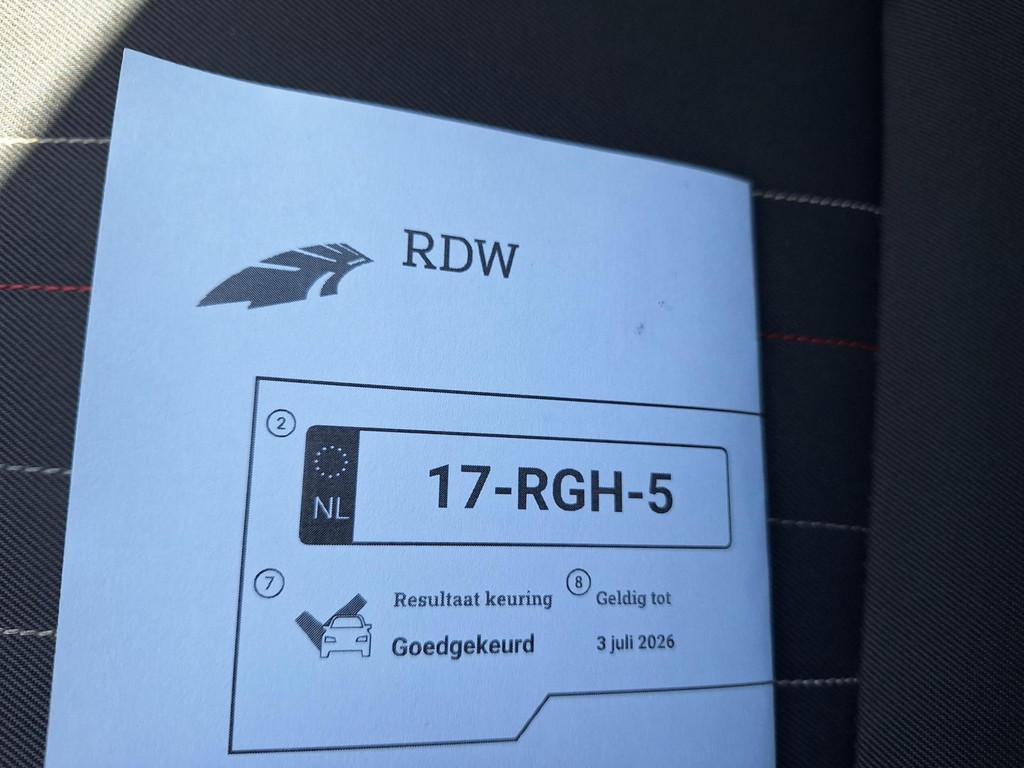 RDW
2
NL
17-RGH-5
7
Resultaat keuring
8
Geldig tot
Goedgekeurd
3 juli 2026